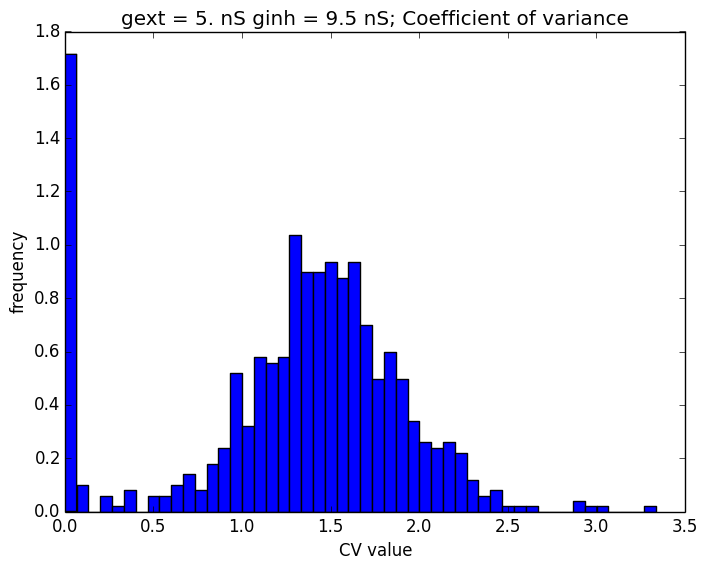 gext = 5. nS ginh = 9.5 nS; Coefficient of variance
1.8
1.6
1.4
1.2
1.0
0.8
0.6
0.4
0.2
0.0
frequency
0.0 0.5 1.0 1.5 2.0 2.5 3.0 3.5
CV value